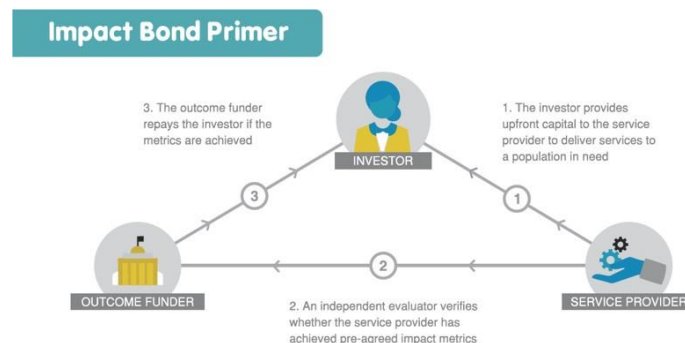 Impact Bond Primer
3. The outcome funder
repays the investor if the
metrics are achieved
1. The investor provides
upfront capital to the service
provider to deliver services to
a population in need
INVESTOR
3
1
2
OUTCOME FUNDER
SERVICE PROVIDER
2. An independent evaluator verifies
whether the service provider has
achieved pre-agreed impact metrics